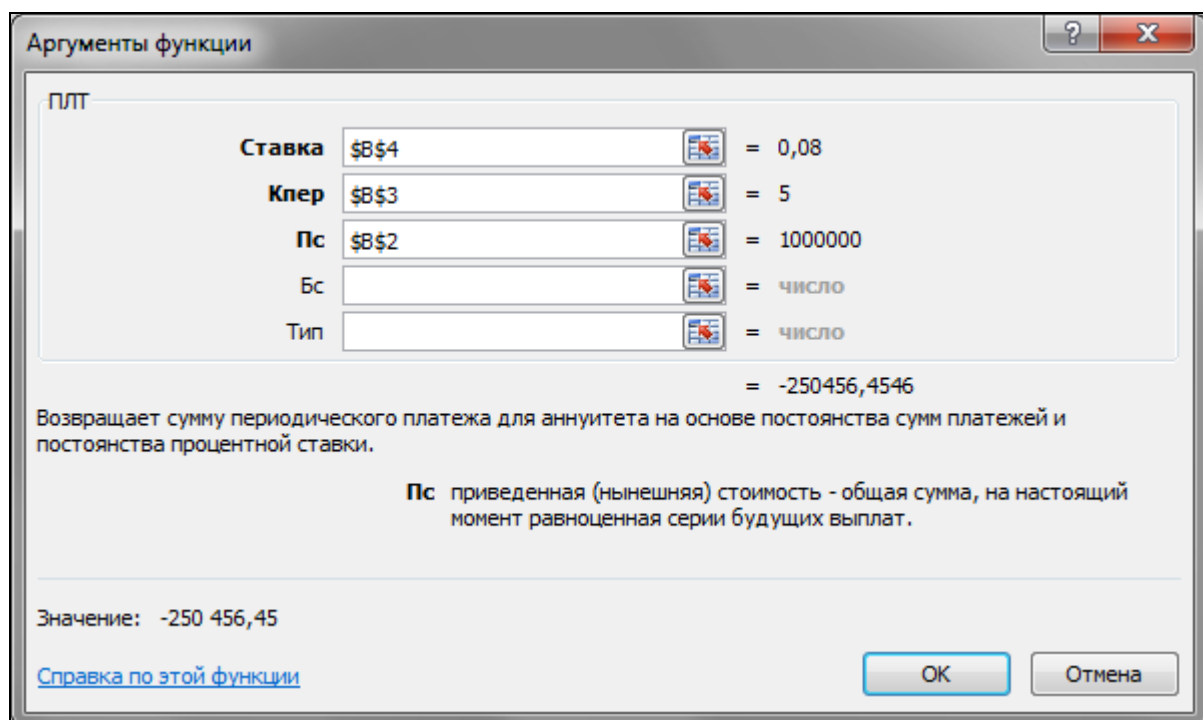 Аргументы функции
?
ПЛТ
Ставка $B$4 = 0,08
Кпер $B$3 = 5
Пс $B$2 = 1000000
Бс = число
Тип = число
= -250456,4546
Возвращает сумму периодического платежа для аннуитета на основе постоянства сумм платежей и
постоянства процентной ставки.
Пс приведенная (нынешняя) стоимость - общая сумма, на настоящий
момент равноценная серии будущих выплат.
Значение: -250 456,45
Справка по этой функции
ОК Отмена